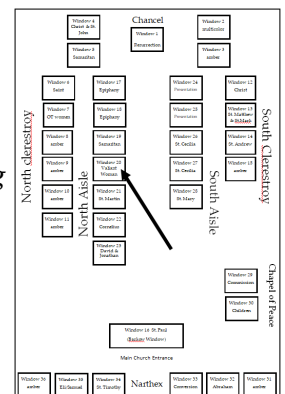 Chancel
Window 4
Christ & St.
John
Window 1
Resurrection
Window 2
multicolor
Window 5
Samaritan
Window 3
amber
Window 6
Saint
Window 17
Epiphany
Window 24
Presentation
Window 12
Christ
Window 7
OT women
Window 18
Epiphany
Window 25
Presentation
Window 13
St. Matthew
& St.Mark
Window 8
amber
Window 19
Samaritan
Window 26
St. Cecilia
Window 14
St. Andrew
Window 9
amber
Window 20
Valiant
Woman
Window 27
St. Cecilia
Window 15
amber
Window 10
amber
Window 21
St. Martin
Window 28
St. Mary
Window 11
amber
Window 22
Cornelius
Window 23
David &
Jonathan
North clerestroy
North Aisle
South Aisle
South Clerestroy
Window 29
Commission
Window 30
Children
Chapel of Peace
Window 16 St. Paul
(Rectory Window)
Main Church Entrance
Window 36
amber
Window 35
Eli/Samuel
Window 34
St. Timothy
Narthex
Window 33
Conversion
Window 32
Abraham
Window 31
amber